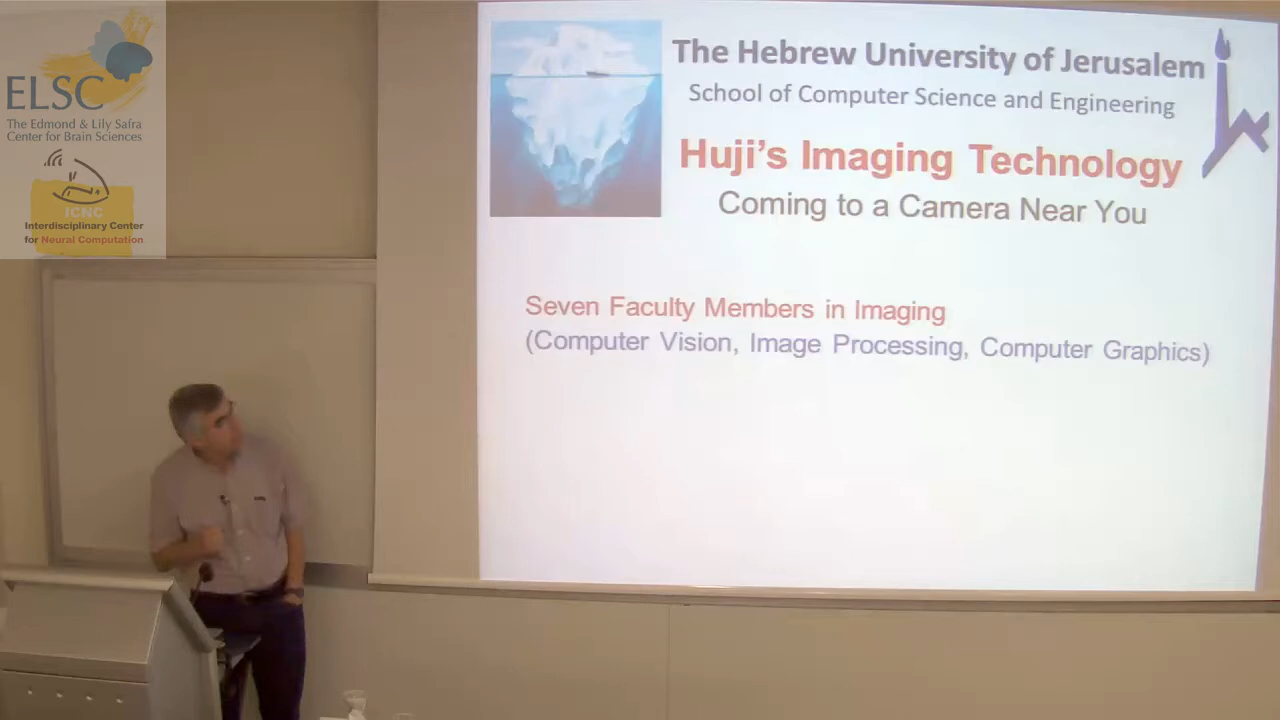 ELSC
The Edmond & Lily Safra
Center for Brain Sciences
ICNC
Interdisciplinary Center
for Neural Computation
The Hebrew University of Jerusalem
School of Computer Science and Engineering
Huji's Imaging Technology
Coming to a Camera Near You
Seven Faculty Members in Imaging
(Computer Vision, Image Processing, Computer Graphics)